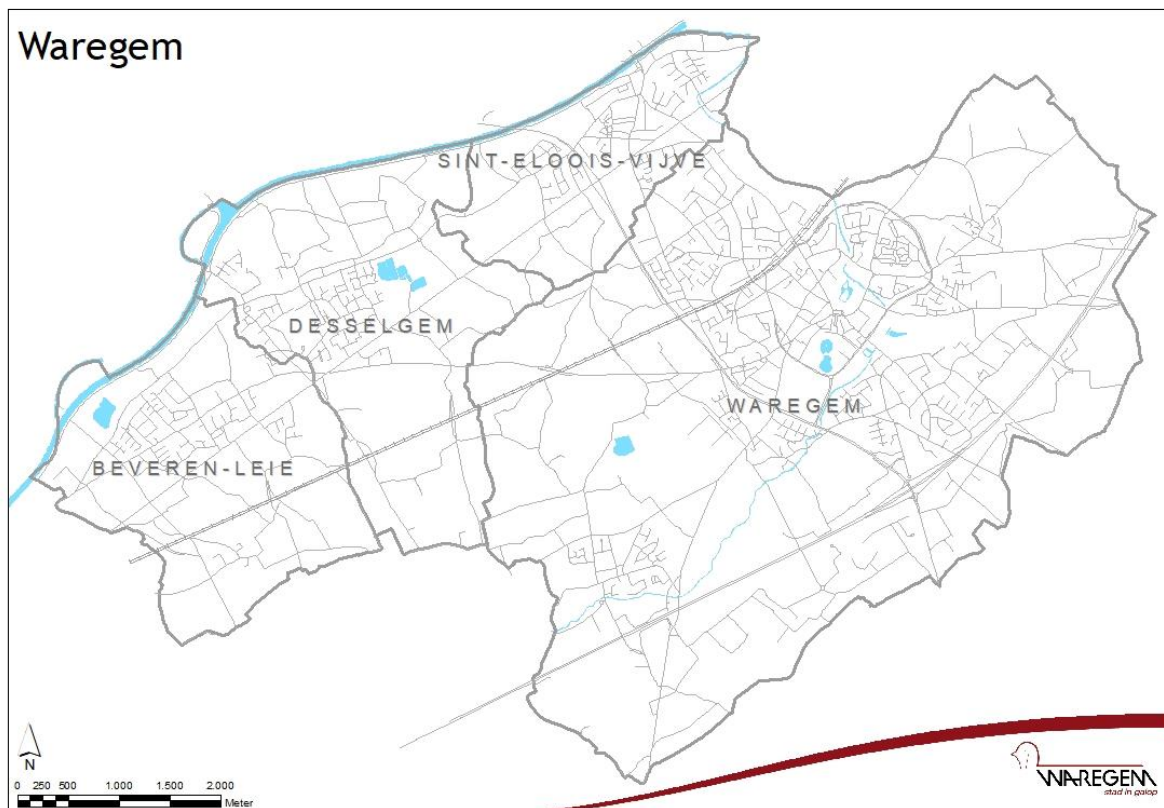 Waregem
SINT-ELOOIS-VIJVE
DESSELGEM
WAREGEM
BEVEREN-LEIE
N
0 250 500 1.000 1.500 2.000
Meter
WAREGEM
stad in galop